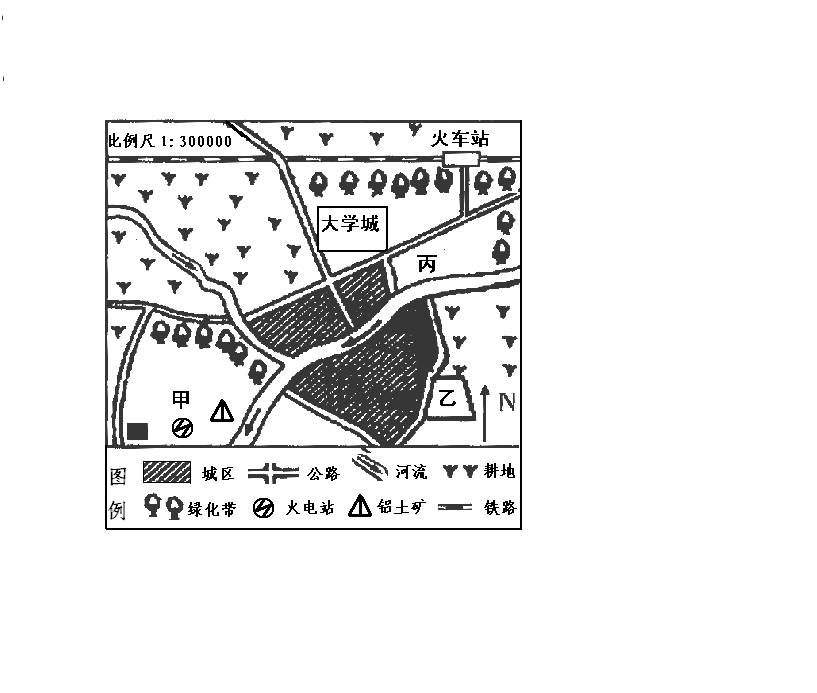 比例尺 1: 300000
火车站
大学城
丙
甲
乙
N
图例
城区 公路 河流 耕地
绿化带 火电站 铝土矿 铁路